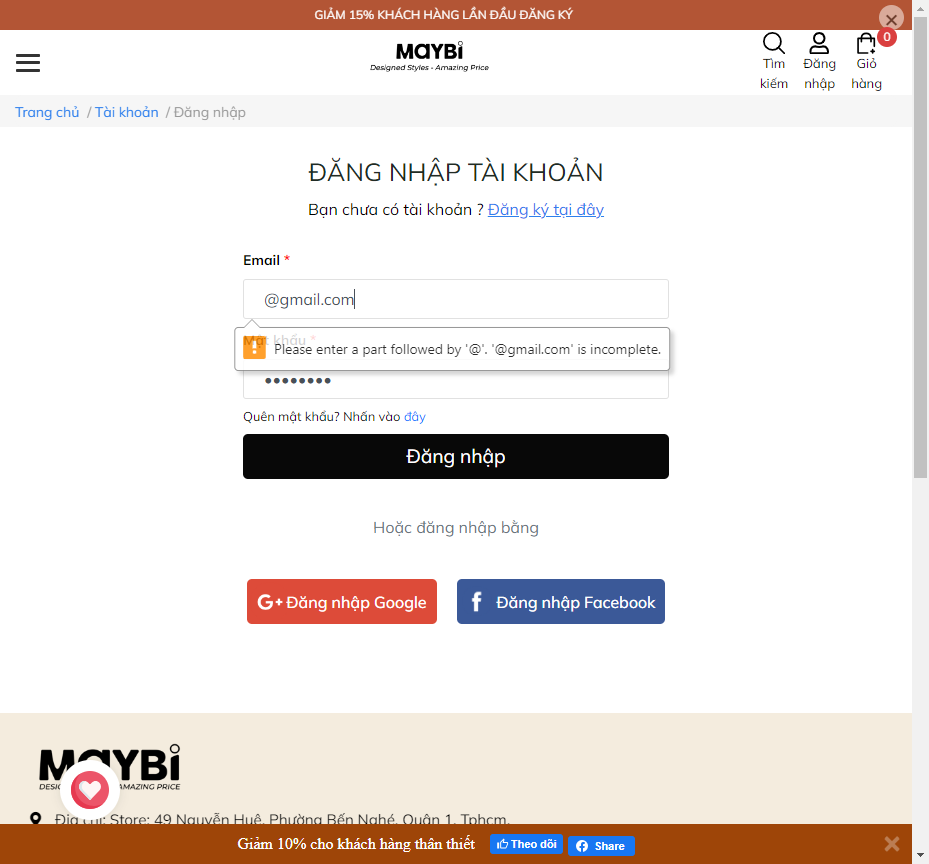 GIẢM 15% KHÁCH HÀNG LẦN ĐẦU ĐĂNG KÝ
MAYBI
Designed Styles - Amazing Price
Tìm kiếm
Đăng nhập
Giỏ hàng
0
Trang chủ / Tài khoản / Đăng nhập
ĐĂNG NHẬP TÀI KHOẢN
Bạn chưa có tài khoản ? Đăng ký tại đây
Email *
@gmail.com
Mật khẩu *
Please enter a part followed by '@'. '@gmail.com' is incomplete.
••••••••
Quên mật khẩu? Nhấn vào đây
Đăng nhập
Hoặc đăng nhập bằng
G+ Đăng nhập Google
f Đăng nhập Facebook
MAYBI
AMAZING PRICE
Địa chỉ: Store: 49 Nguyễn Huệ, Phường Bến Nghé, Quận 1, Tphcm.
Giảm 10% cho khách hàng thân thiết
Theo dõi
Share